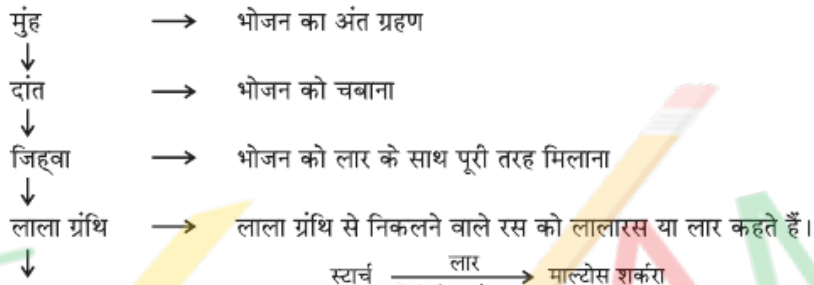 मुंह → भोजन का अंत ग्रहण
↓
दांत → भोजन को चबाना
↓
जिह्वा → भोजन को लार के साथ पूरी तरह मिलाना
↓
लाला ग्रंथि → लाला ग्रंथि से निकलने वाले रस को लालारस या लार कहते हैं।
↓
स्टार्च लार → माल्टोस शर्करा